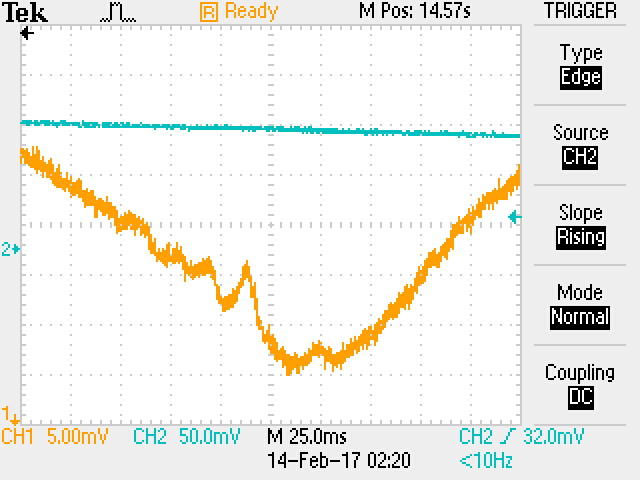 Tek R Ready M Pos: 14.57s TRIGGER
Type
Edge
Source
CH2
Slope
Rising
2
Mode
Normal
Coupling
DC
1
CH1 5.00mV CH2 50.0mV M 25.0ms CH2 32.0mV
14-Feb-17 02:20 <10Hz